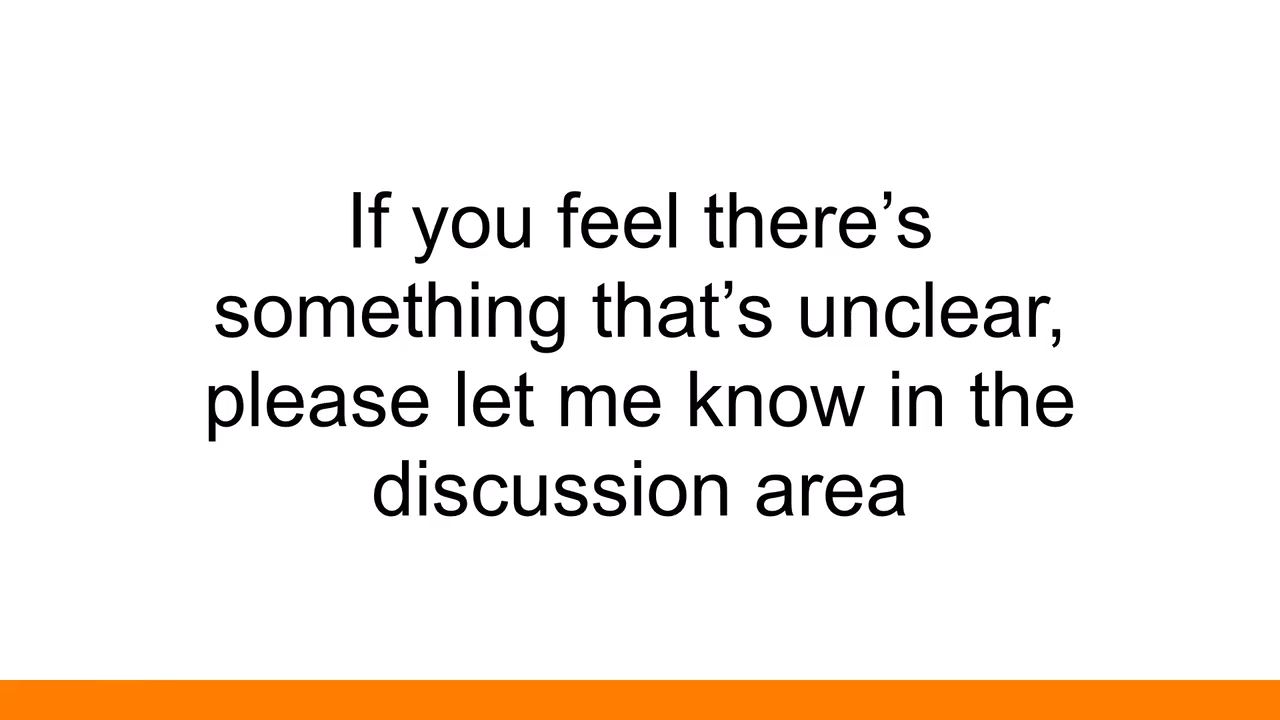 If you feel there’s
something that’s unclear,
please let me know in the
discussion area